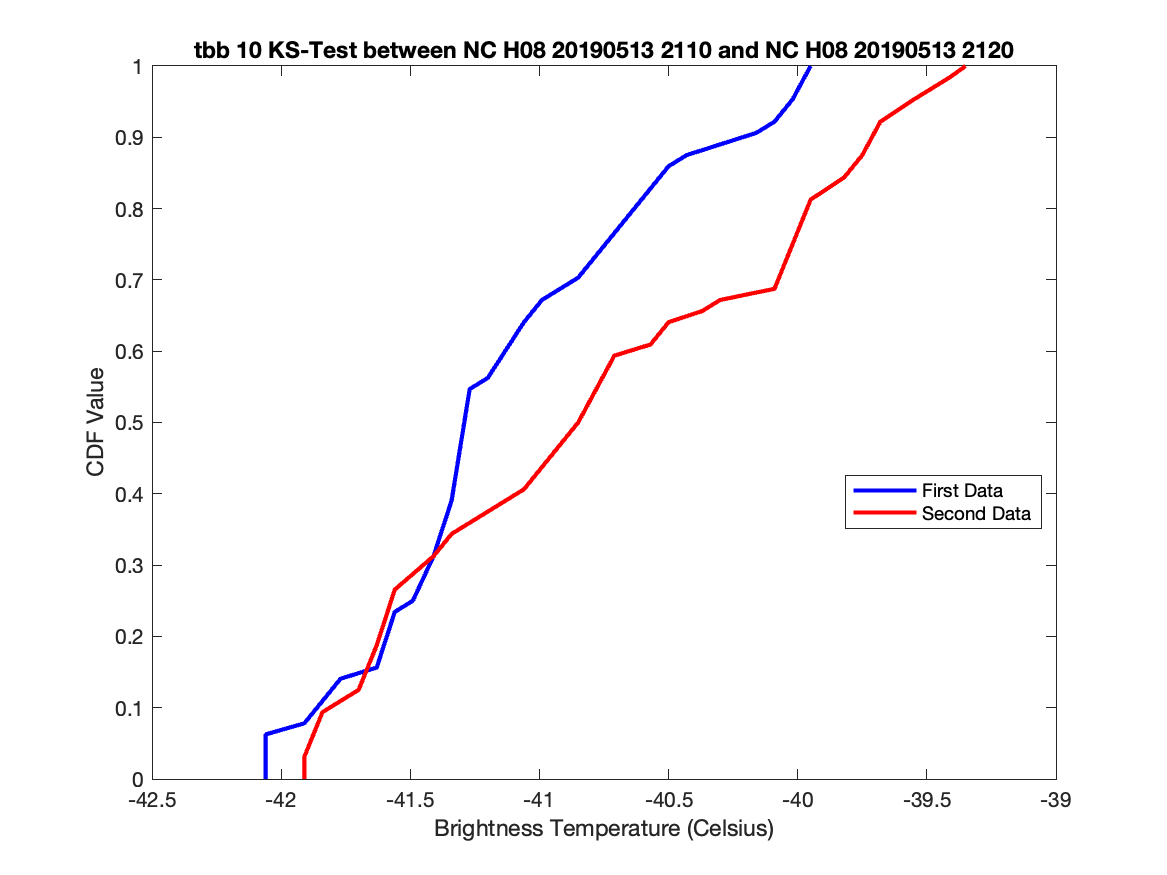 tbb 10 KS-Test between NC H08 20190513 2110 and NC H08 20190513 2120
1
0.9
0.8
0.7
0.6
0.5
0.4
0.3
0.2
0.1
0
CDF Value
First Data
Second Data
-42.5 -42 -41.5 -41 -40.5 -40 -39.5 -39
Brightness Temperature (Celsius)